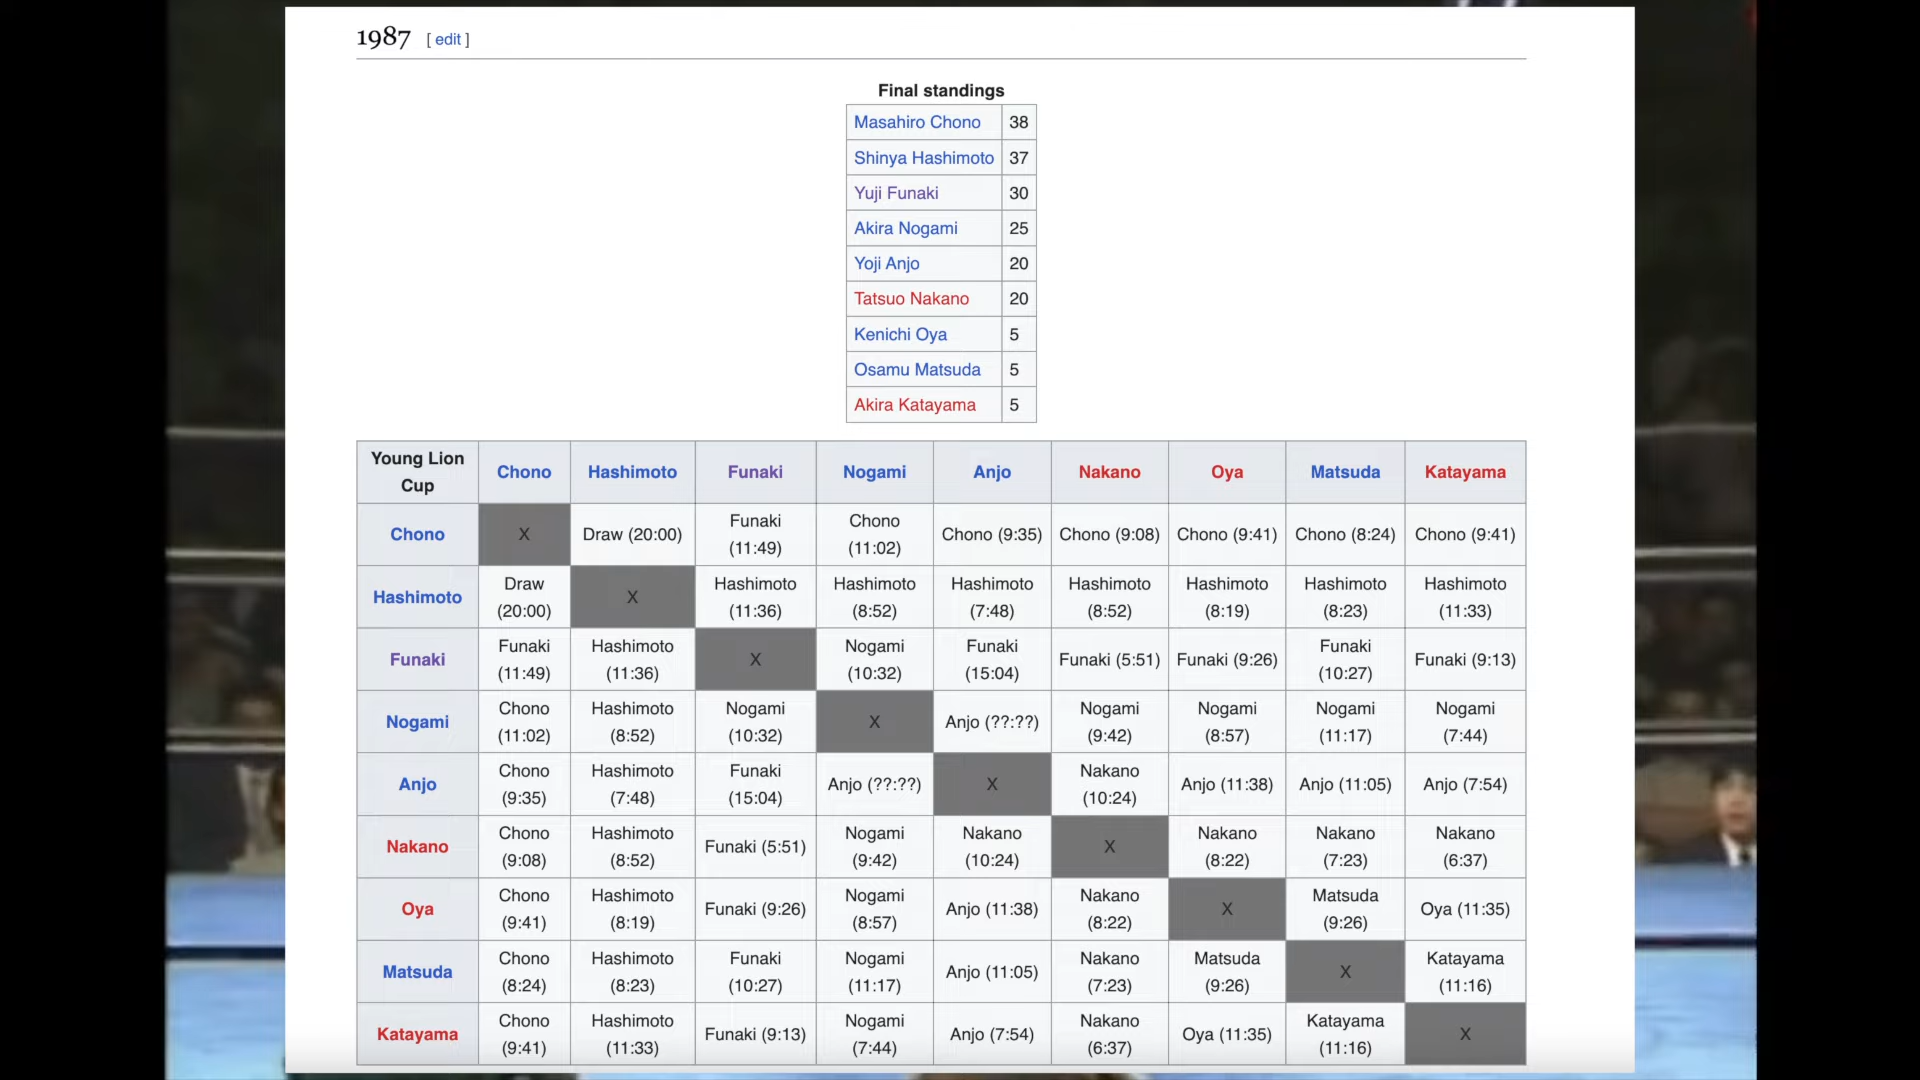 1987 [ edit ]
Final standings
Masahiro Chono 38
Shinya Hashimoto 37
Yuji Funaki 30
Akira Nogami 25
Yoji Anjo 20
Tatsuo Nakano 20
Kenichi Oya 5
Osamu Matsuda 5
Akira Katayama 5
Young Lion Cup Chono Hashimoto Funaki Nogami Anjo Nakano Oya Matsuda Katayama
Chono X Draw (20:00) Funaki (11:49) Chono (11:02) Chono (9:35) Chono (9:08) Chono (9:41) Chono (8:24) Chono (9:41)
Hashimoto Draw (20:00) X Hashimoto (11:36) Hashimoto (8:52) Hashimoto (7:48) Hashimoto (8:52) Hashimoto (8:19) Hashimoto (8:23) Hashimoto (11:33)
Funaki Funaki (11:49) Hashimoto (11:36) X Nogami (10:32) Funaki (15:04) Funaki (5:51) Funaki (9:26) Funaki (10:27) Funaki (9:13)
Nogami Chono (11:02) Hashimoto (8:52) Nogami (10:32) X Anjo (??:??) Nogami (9:42) Nogami (8:57) Nogami (11:17) Nogami (7:44)
Anjo Chono (9:35) Hashimoto (7:48) Funaki (15:04) Anjo (??:??) X Nakano (10:24) Anjo (11:38) Anjo (11:05) Anjo (7:54)
Nakano Chono (9:08) Hashimoto (8:52) Funaki (5:51) Nogami (9:42) Nakano (10:24) X Nakano (8:22) Nakano (7:23) Nakano (6:37)
Oya Chono (9:41) Hashimoto (8:19) Funaki (9:26) Nogami (8:57) Anjo (11:38) Nakano (8:22) X Matsuda (9:26) Oya (11:35)
Matsuda Chono (8:24) Hashimoto (8:23) Funaki (10:27) Nogami (11:17) Anjo (11:05) Nakano (7:23) Matsuda (9:26) X Katayama (11:16)
Katayama Chono (9:41) Hashimoto (11:33) Funaki (9:13) Nogami (7:44) Anjo (7:54) Nakano (6:37) Oya (11:35) Katayama (11:16) X